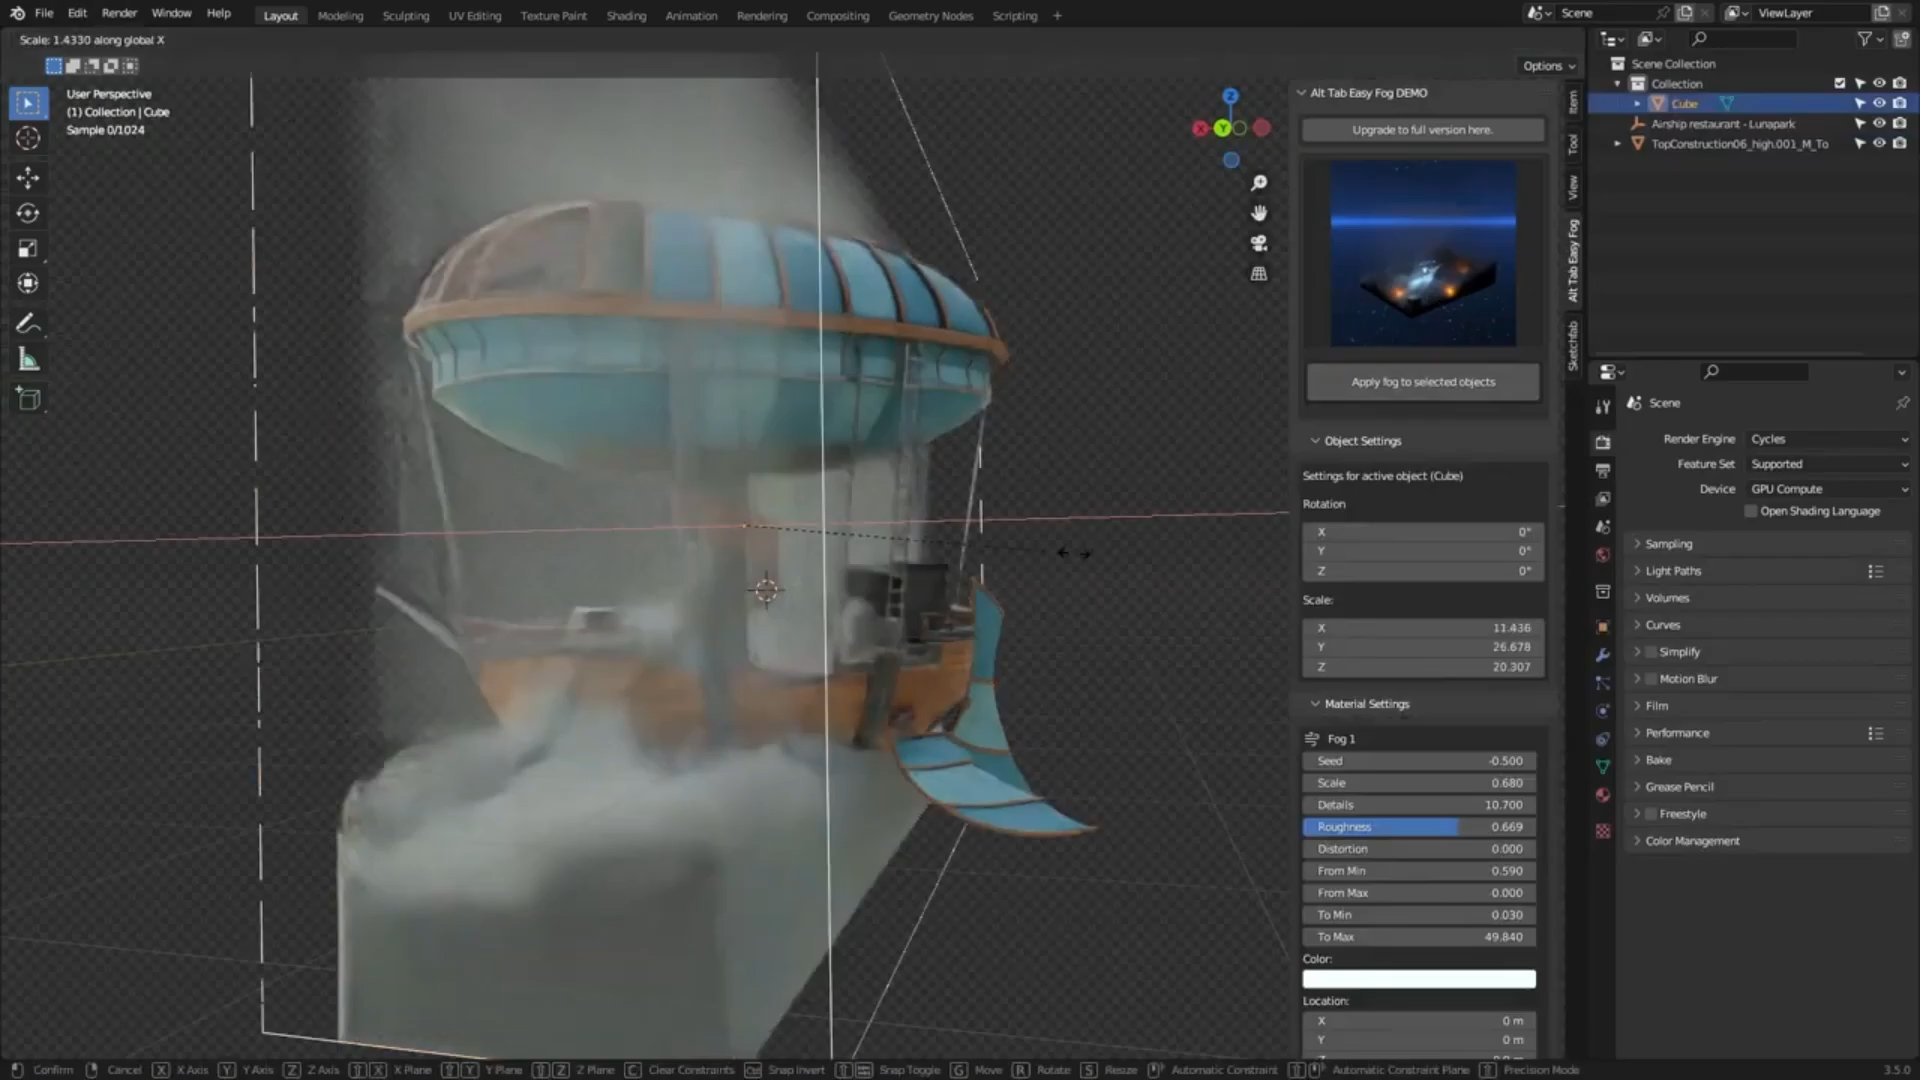 File Edit Render Window Help Layout Modeling Sculpting UV Editing Texture Paint Shading Animation Rendering Compositing Geometry Nodes Scripting + Scene ViewLayer
Scale: 1.4330 along global X
Options
User Perspective
(1) Collection | Cube
Sample 0/1024
Z
X Y
Alt Tab Easy Fog DEMO
Upgrade to full version here.
Apply fog to selected objects
Object Settings
Settings for active object (Cube)
Rotation
X 0°
Y 0°
Z 0°
Scale:
X 11.436
Y 26.678
Z 20.307
Material Settings
Fog 1
Seed -0.500
Scale 0.680
Details 10.700
Roughness 0.669
Distortion 0.000
From Min 0.590
From Max 0.000
To Min 0.030
To Max 49.840
Color:
Location:
X 0 m
Y 0 m
Item
Tool
View
Alt Tab Easy Fog
Sketchfab
Scene Collection
Collection
Cube
Airship restaurant - Lunapark
TopConstruction06_high.001_M_To
Scene
Render Engine Cycles
Feature Set Supported
Device GPU Compute
Open Shading Language
Sampling
Light Paths
Volumes
Curves
Simplify
Motion Blur
Film
Performance
Bake
Grease Pencil
Freestyle
Color Management
Confirm Cancel X X Axis Y Y Axis Z Z Axis X X Plane Y Y Plane Z Z Plane C Clear Constraints Ctrl Snap Invert Snap Toggle G Move R Rotate S Resize Automatic Constraint Automatic Constraint Plane Precision Mode 3.5.0